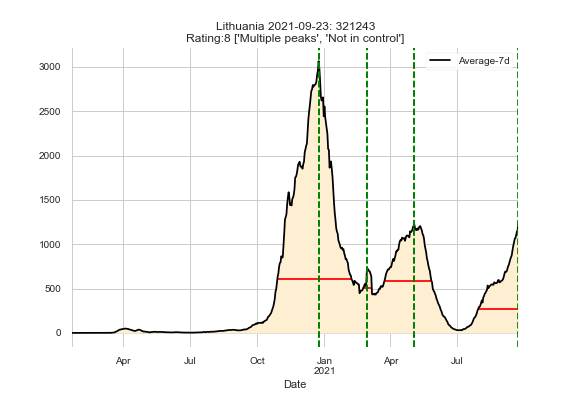 Lithuania 2021-09-23: 321243
Rating:8 ['Multiple peaks', 'Not in control']
Average-7d
3000
2500
2000
1500
1000
500
0
Apr
Jul
Oct
Jan
2021
Apr
Jul
Date